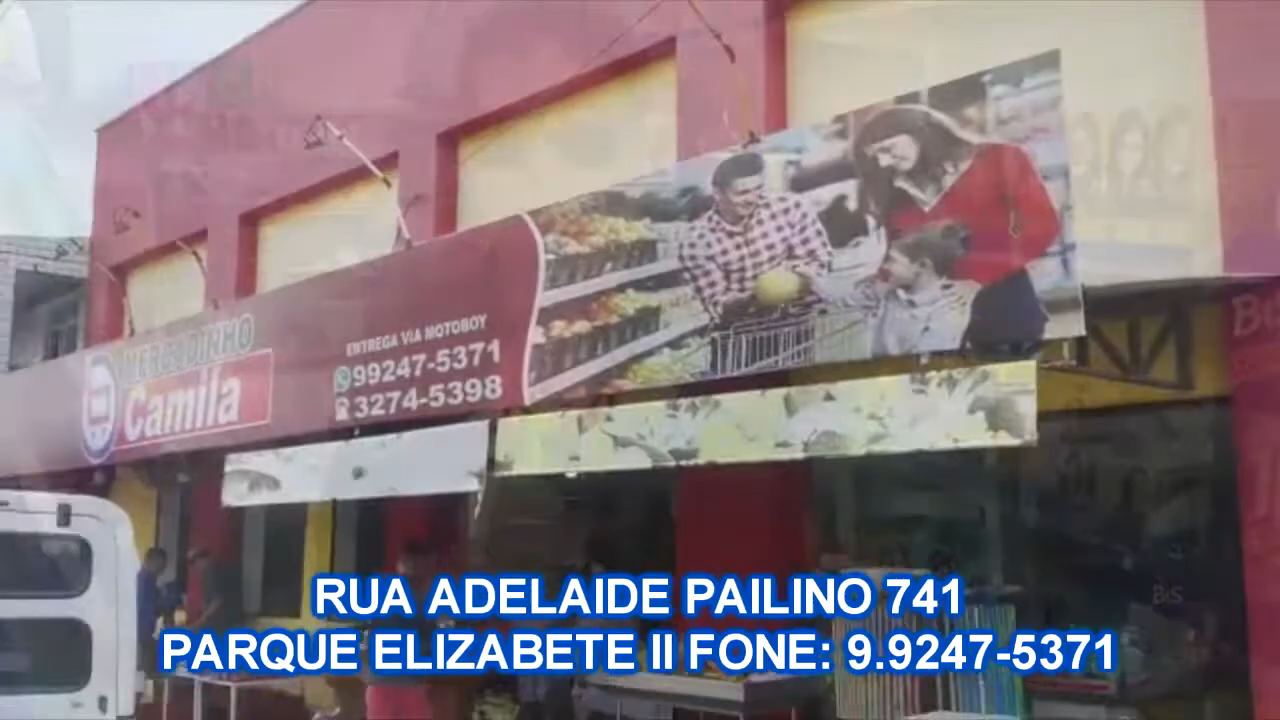 MERCADINHO
Camila
ENTREGA VIA MOTOBOY
99247-5371
3274-5398
BIS
RUA ADELAIDE PAILINO 741
PARQUE ELIZABETE II FONE: 9.9247-5371